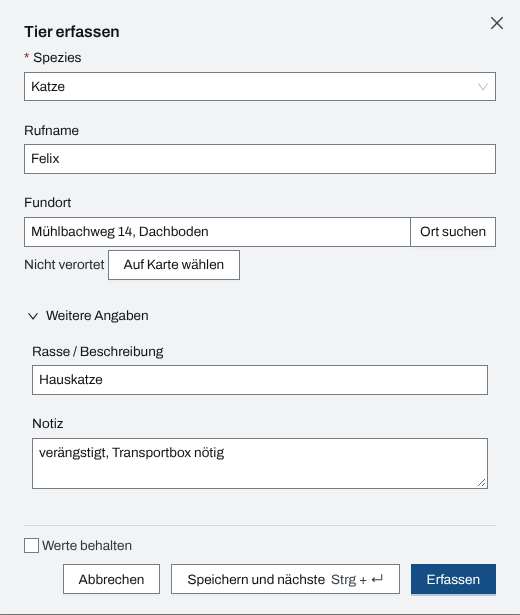 Tier erfassen
* Spezies
Katze
Rufname
Felix
Fundort
Mühlbachweg 14, Dachboden Ort suchen
Nicht verortet Auf Karte wählen
Weitere Angaben
Rasse / Beschreibung
Hauskatze
Notiz
verängstigt, Transportbox nötig
Werte behalten
Abbrechen Speichern und nächste Strg + ↵ Erfassen